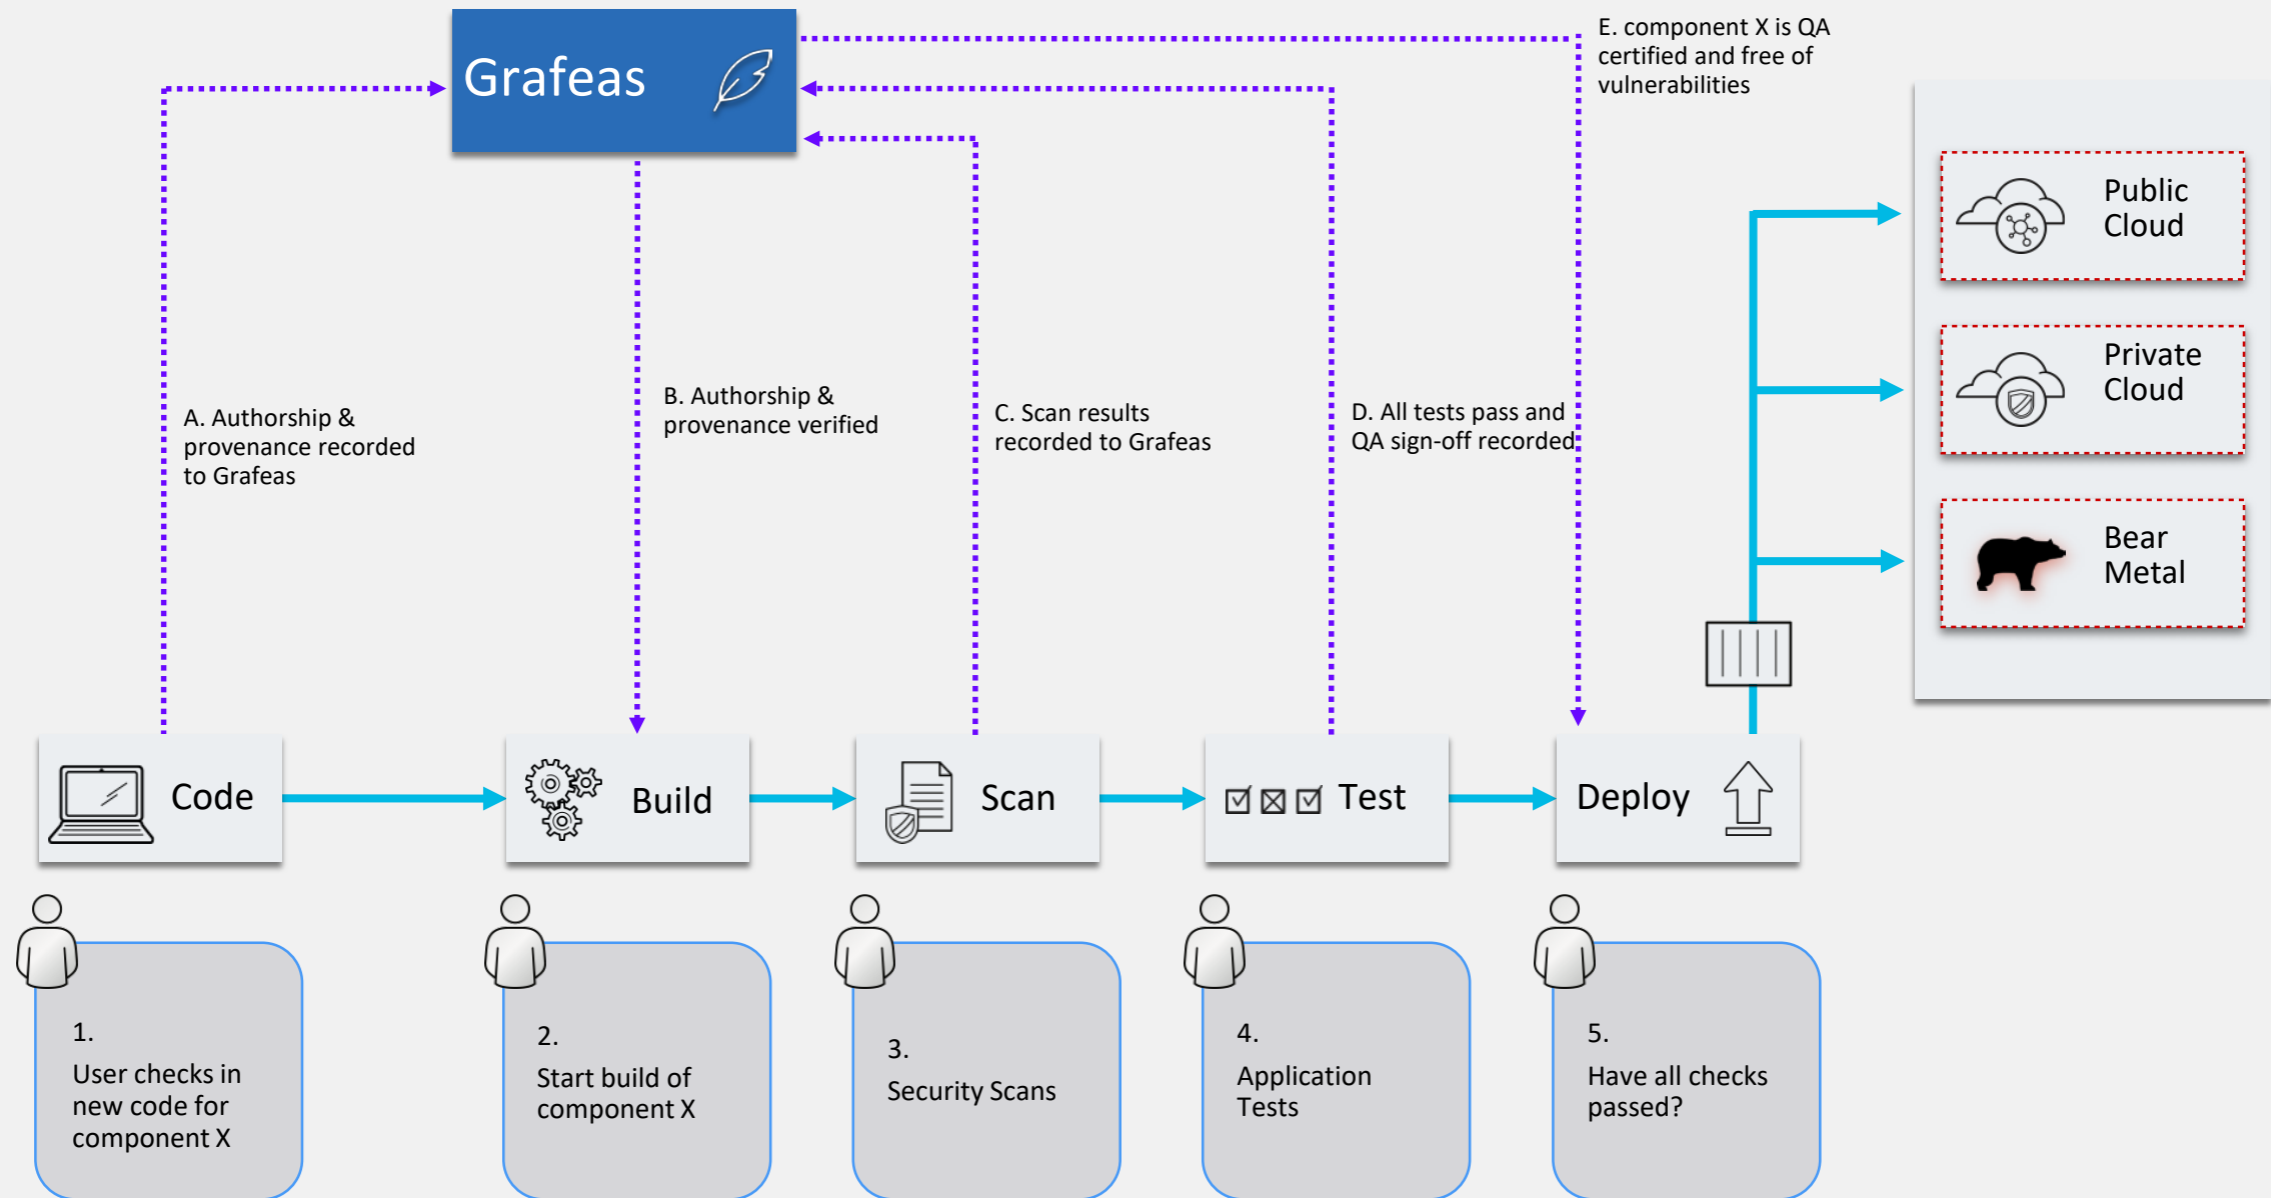 Grafeas
E. component X is QA
certified and free of
vulnerabilities
Public
Cloud
Private
Cloud
Bear
Metal
A. Authorship &
provenance recorded
to Grafeas
B. Authorship &
provenance verified
C. Scan results
recorded to Grafeas
D. All tests pass and
QA sign-off recorded
Code
Build
Scan
Test
Deploy
1.
User checks in
new code for
component X
2.
Start build of
component X
3.
Security Scans
4.
Application
Tests
5.
Have all checks
passed?